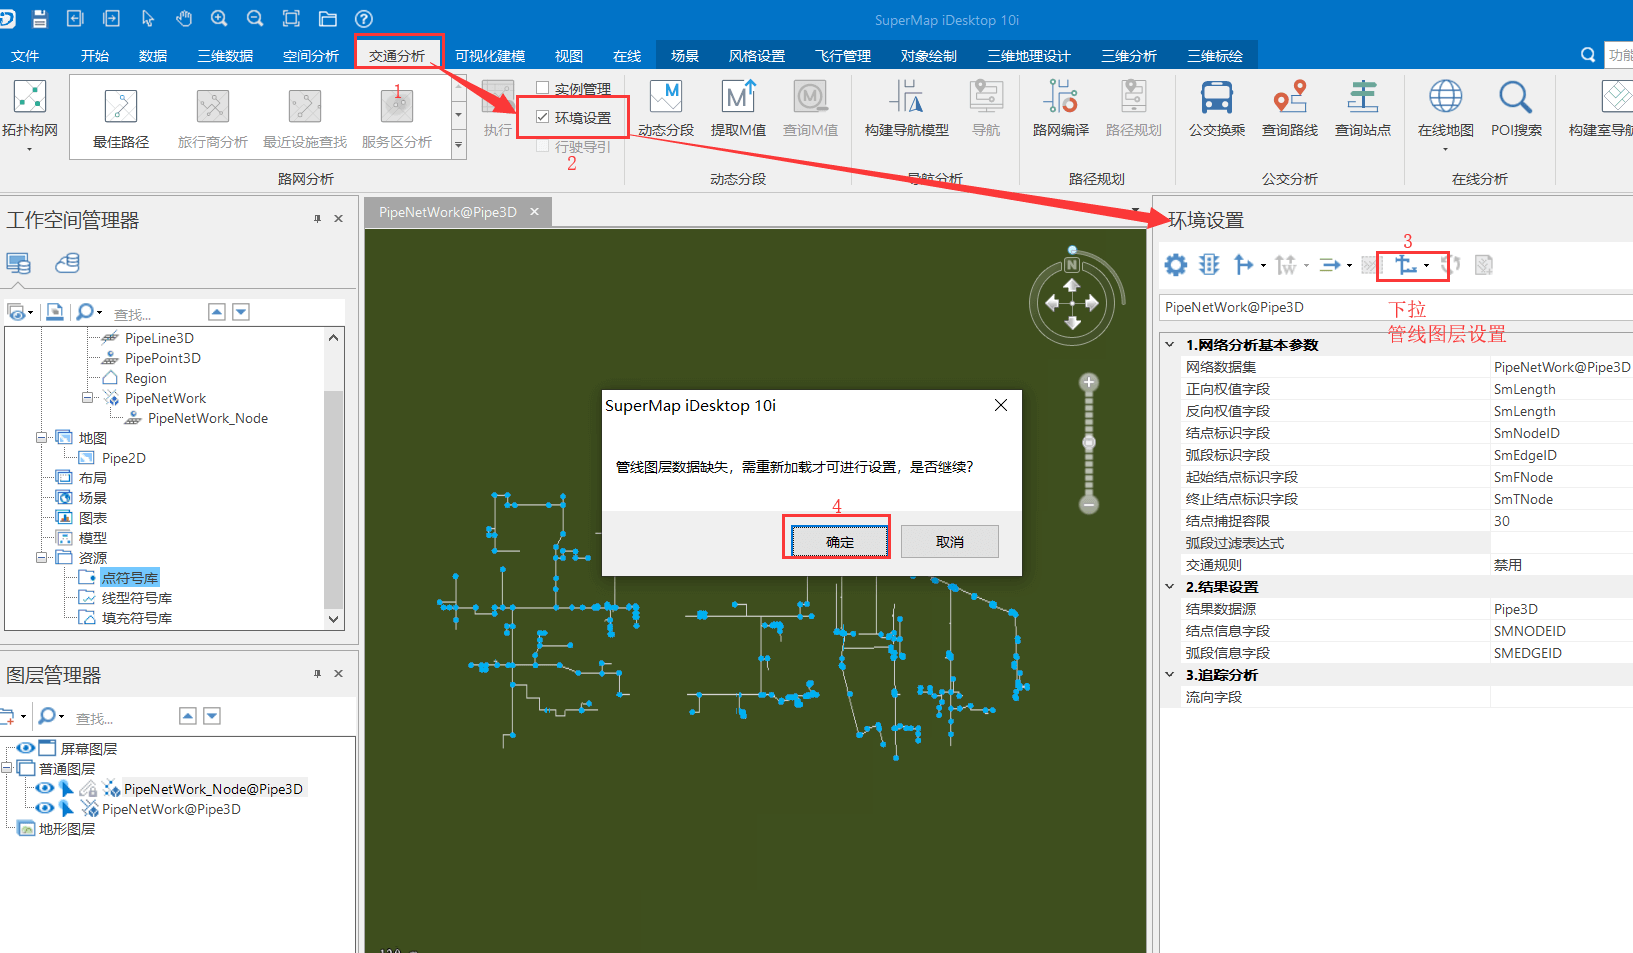 SuperMap iDesktop 10i
文件 开始 数据 三维数据 空间分析 交通分析 可视化建模 视图 在线 场景 风格设置 飞行管理 对象绘制 三维地理设计 三维分析 三维标绘 功能
1
拓扑构网 最佳路径 旅行商分析 最近设施查找 服务区分析 执行
实例管理
环境设置
行驶导引
2
动态分段 提取M值 查询M值 构建导航模型 导航 路网编译 路径规划 公交换乘 查询路线 查询站点 在线地图 POI搜索 构建室导航
路网分析 动态分段 导航分析 路径规划 公交分析 在线分析
工作空间管理器
查找...
PipeLine3D
PipePoint3D
Region
PipeNetWork
PipeNetWork_Node
地图
Pipe2D
布局
场景
图表
模型
资源
点符号库
线型符号库
填充符号库
图层管理器
查找...
屏幕图层
普通图层
PipeNetWork_Node@Pipe3D
PipeNetWork@Pipe3D
地形图层
PipeNetWork@Pipe3D
N
SuperMap iDesktop 10i
管线图层数据缺失，需重新加载才可进行设置，是否继续?
4
确定 取消
环境设置
3
PipeNetWork@Pipe3D
下拉
管线图层设置
1.网络分析基本参数
网络数据集 PipeNetWork@Pipe3D
正向权值字段 SmLength
反向权值字段 SmLength
结点标识字段 SmNodeID
弧段标识字段 SmEdgeID
起始结点标识字段 SmFNode
终止结点标识字段 SmTNode
结点捕捉容限 30
弧段过滤表达式
交通规则 禁用
2.结果设置
结果数据源 Pipe3D
结点信息字段 SMNODEID
弧段信息字段 SMEDGEID
3.追踪分析
流向字段